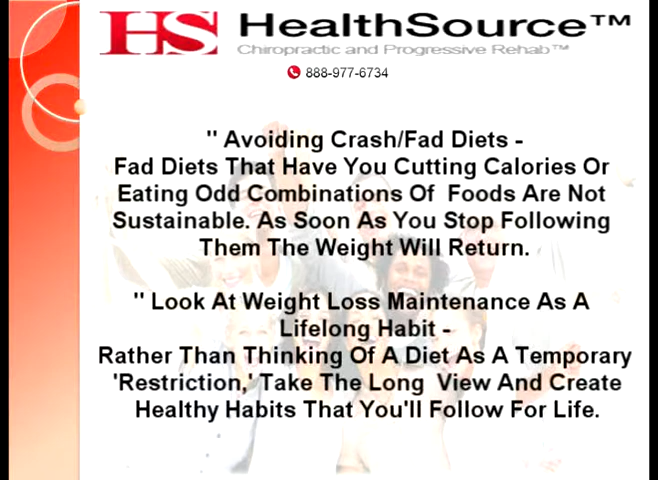 HS HealthSource™
Chiropractic and Progressive Rehab™
888-977-6734
" Avoiding Crash/Fad Diets -
Fad Diets That Have You Cutting Calories Or
Eating Odd Combinations Of Foods Are Not
Sustainable. As Soon As You Stop Following
Them The Weight Will Return.
" Look At Weight Loss Maintenance As A
Lifelong Habit -
Rather Than Thinking Of A Diet As A Temporary
'Restriction,' Take The Long View And Create
Healthy Habits That You'll Follow For Life.